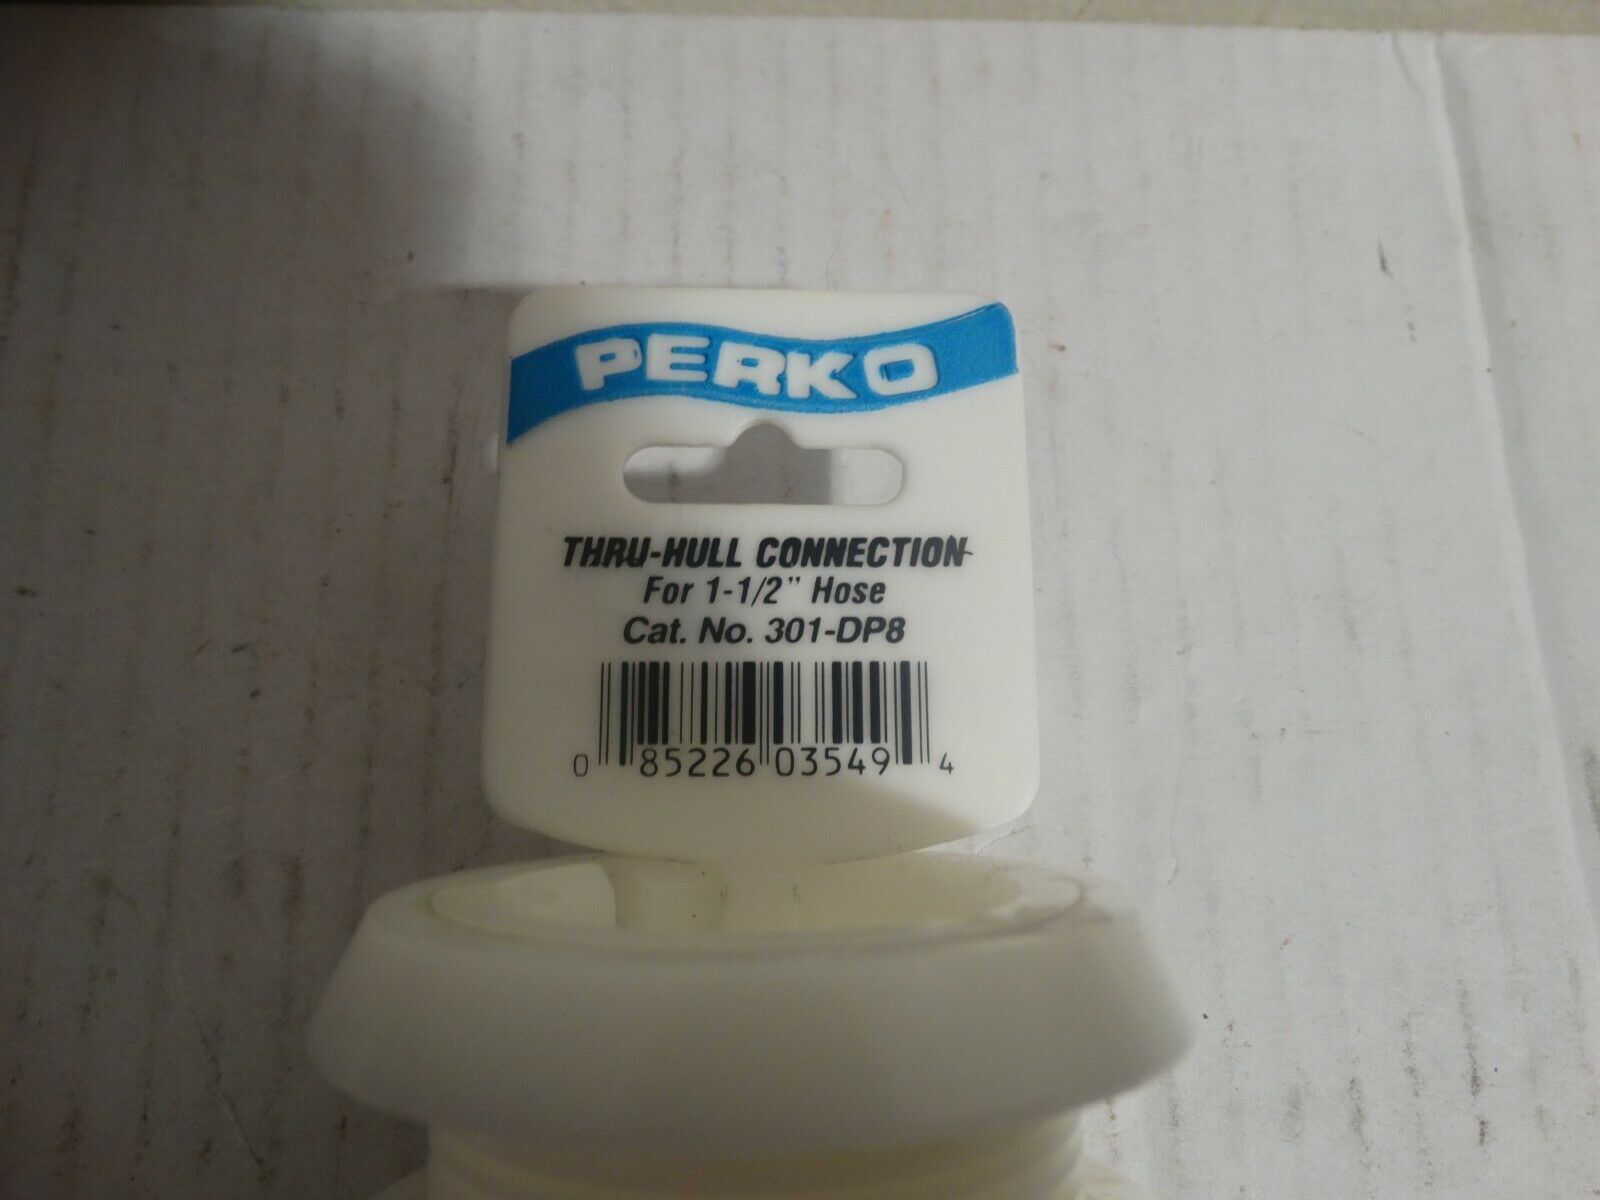 PERKO
THRU-HULL CONNECTION
For 1-1/2" Hose
Cat. No. 301-DP8
0 85226 03549 4